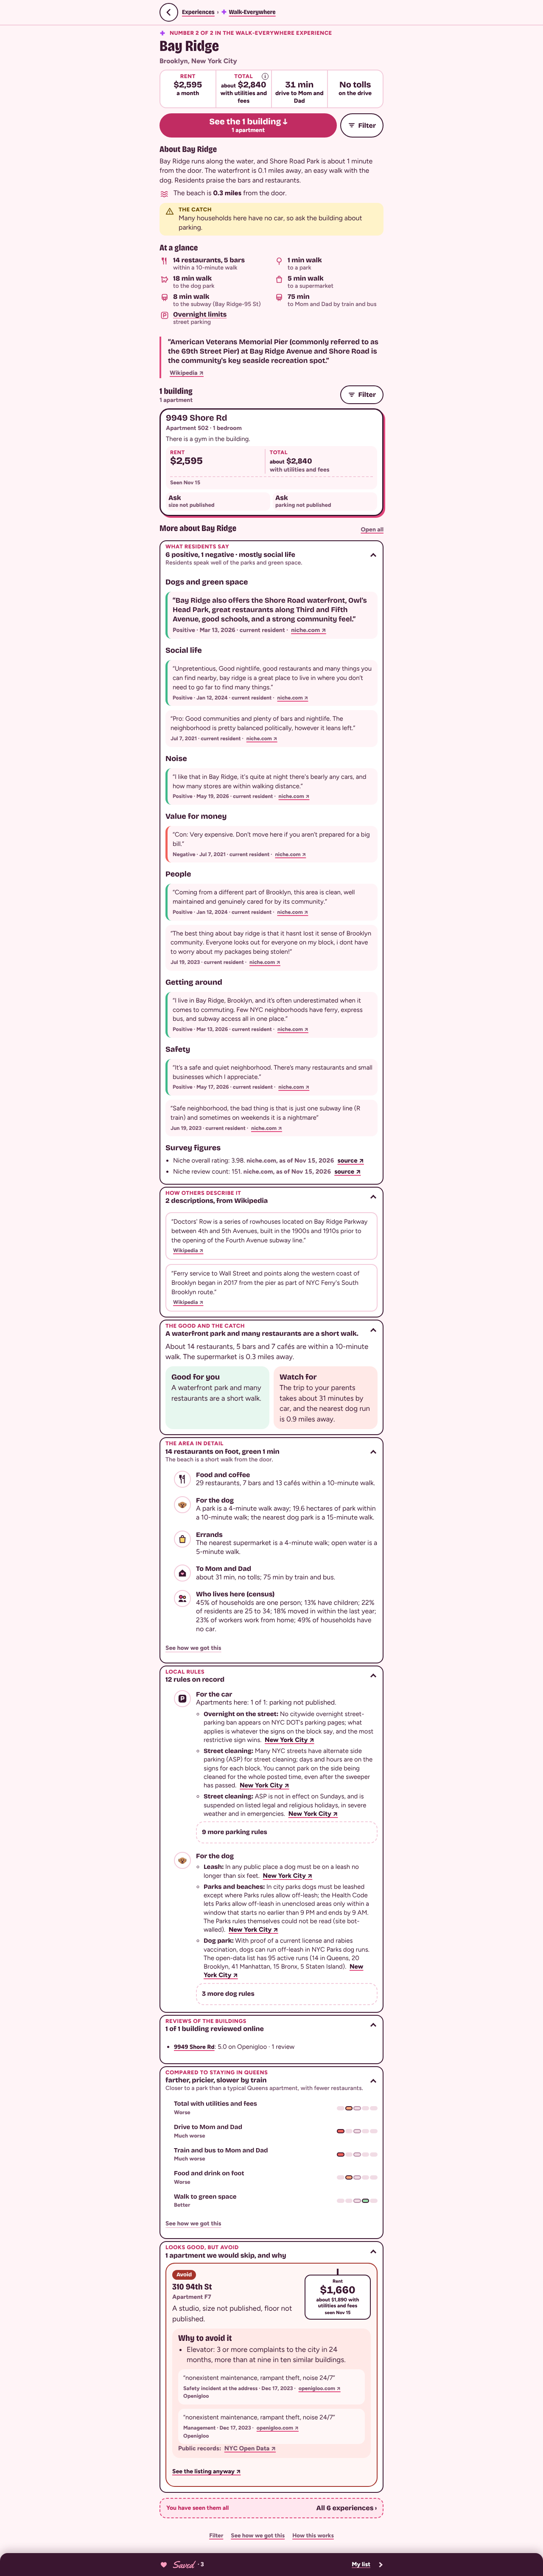 Experiences • Walk-Everywhere
NUMBER 2 OF 2 IN THE WALK-EVERYWHERE EXPERIENCE
Bay Ridge
Brooklyn, New York City
RENT
$2,595
a month
TOTAL
about $2,840
with utilities and
fees
31 min
drive to Mom and
Dad
No tolls
on the drive
See the 1 building ↓
1 apartment
Filter
About Bay Ridge
Bay Ridge runs along the water, and Shore Road Park is about 1 minute
from the door. The waterfront is 0.1 miles away, an easy walk with the
dog. Residents praise the bars and restaurants.
The beach is 0.3 miles from the door.
THE CATCH
Many households here have no car, so ask the building about
parking.
At a glance
14 restaurants, 5 bars
within a 10-minute walk
1 min walk
to a park
18 min walk
to the dog park
5 min walk
to a supermarket
8 min walk
to the subway (Bay Ridge-95 St)
75 min
to Mom and Dad by train and bus
Overnight limits
street parking
“American Veterans Memorial Pier (commonly referred to as
the 69th Street Pier) at Bay Ridge Avenue and Shore Road is
the community's key seaside recreation spot.”
Wikipedia ↗
1 building
1 apartment
Filter
9949 Shore Rd
Apartment 502 · 1 bedroom
There is a gym in the building.
RENT
$2,595
TOTAL
about $2,840
with utilities and fees
Seen Nov 15
Ask
size not published
Ask
parking not published
More about Bay Ridge
Open all
WHAT RESIDENTS SAY
6 positive, 1 negative · mostly social life
Residents speak well of the parks and green space.
Dogs and green space
“Bay Ridge also offers the Shore Road waterfront, Owl's
Head Park, great restaurants along Third and Fifth
Avenue, good schools, and a strong community feel.”
Positive · Mar 13, 2026 · current resident · niche.com ↗
Social life
“Unpretentious, Good nightlife, good restaurants and many things you
can find nearby, bay ridge is a great place to live in where you don't
need to go far to find many things.”
Positive · Jan 12, 2024 · current resident · niche.com ↗
“Pro: Good communities and plenty of bars and nightlife. The
neighborhood is pretty balanced politically, however it leans left.”
Jul 7, 2021 · current resident · niche.com ↗
Noise
“I like that in Bay Ridge, it's quite at night there's bearly any cars, and
how many stores are within walking distance.”
Positive · May 19, 2026 · current resident · niche.com ↗
Value for money
“Con: Very expensive. Don't move here if you aren't prepared for a big
bill.”
Negative · Jul 7, 2021 · current resident · niche.com ↗
People
“Coming from a different part of Brooklyn, this area is clean, well
maintained and genuinely cared for by its community.”
Positive · Jan 12, 2024 · current resident · niche.com ↗
“The best thing about bay ridge is that it hasnt lost it sense of Brooklyn
community. Everyone looks out for everyone on my block, i dont have
to worry about my packages being stolen!”
Jul 19, 2023 · current resident · niche.com ↗
Getting around
“I live in Bay Ridge, Brooklyn, and it's often underestimated when it
comes to commuting. Few NYC neighborhoods have ferry, express
bus, and subway access all in one place.”
Positive · Mar 13, 2026 · current resident · niche.com ↗
Safety
“It's a safe and quiet neighborhood. There's many restaurants and small
businesses which I appreciate.”
Positive · May 17, 2026 · current resident · niche.com ↗
“Safe neighborhood, the bad thing is that is just one subway line (R
train) and sometimes on weekends it is a nightmare”
Jun 19, 2023 · current resident · niche.com ↗
Survey figures
• Niche overall rating: 3.98. niche.com, as of Nov 15, 2026 source ↗
• Niche review count: 151. niche.com, as of Nov 15, 2026 source ↗
HOW OTHERS DESCRIBE IT
2 descriptions, from Wikipedia
“Doctors' Row is a series of rowhouses located on Bay Ridge Parkway
between 4th and 5th Avenues, built in the 1900s and 1910s prior to
the opening of the Fourth Avenue subway line.”
Wikipedia ↗
“Ferry service to Wall Street and points along the western coast of
Brooklyn began in 2017 from the pier as part of NYC Ferry's South
Brooklyn route.”
Wikipedia ↗
THE GOOD AND THE CATCH
A waterfront park and many restaurants are a short walk.
About 14 restaurants, 5 bars and 7 cafés are within a 10-minute
walk. The supermarket is 0.3 miles away.
Good for you
A waterfront park and many
restaurants are a short walk.
Watch for
The trip to your parents
takes about 31 minutes by
car, and the nearest dog run
is 0.9 miles away.
THE AREA IN DETAIL
14 restaurants on foot, green 1 min
The beach is a short walk from the door.
Food and coffee
29 restaurants, 7 bars and 13 cafés within a 10-minute walk.
For the dog
A park is a 4-minute walk away; 19.6 hectares of park within
a 10-minute walk; the nearest dog park is a 15-minute walk.
Errands
The nearest supermarket is a 4-minute walk; open water is a
5-minute walk.
To Mom and Dad
about 31 min, no tolls; 75 min by train and bus.
Who lives here (census)
45% of households are one person; 13% have children; 22%
of residents are 25 to 34; 18% moved in within the last year;
23% of workers work from home; 49% of households have
no car.
See how we got this
LOCAL RULES
12 rules on record
For the car
Apartments here: 1 of 1: parking not published.
Overnight on the street: No citywide overnight street-
parking ban appears on NYC DOT's parking pages; what
applies is whatever the signs on the block say, and the most
restrictive sign wins. New York City ↗
Street cleaning: Many NYC streets have alternate side
parking (ASP) for street cleaning; days and hours are on the
signs for each block. You cannot park on the side being
cleaned for the whole posted time, even after the sweeper
has passed. New York City ↗
Street cleaning: ASP is not in effect on Sundays, and is
suspended on listed legal and religious holidays, in severe
weather and in emergencies. New York City ↗
9 more parking rules
For the dog
Leash: In any public place a dog must be on a leash no
longer than six feet. New York City ↗
Parks and beaches: In city parks dogs must be leashed
except where Parks rules allow off-leash; the Health Code
lets Parks allow off-leash in unenclosed areas only within a
window that starts no earlier than 9 PM and ends by 9 AM.
The Parks rules themselves could not be read (site bot-
walled). New York City ↗
Dog park: With proof of a current license and rabies
vaccination, dogs can run off-leash in NYC Parks dog runs.
The open-data list has 95 active runs (14 in Queens, 20
Brooklyn, 41 Manhattan, 15 Bronx, 5 Staten Island). New
York City ↗
3 more dog rules
REVIEWS OF THE BUILDINGS
1 of 1 building reviewed online
• 9949 Shore Rd: 5.0 on Openigloo · 1 review
COMPARED TO STAYING IN QUEENS
farther, pricier, slower by train
Closer to a park than a typical Queens apartment, with fewer restaurants.
Total with utilities and fees
Worse
Drive to Mom and Dad
Much worse
Train and bus to Mom and Dad
Much worse
Food and drink on foot
Worse
Walk to green space
Better
See how we got this
LOOKS GOOD, BUT AVOID
1 apartment we would skip, and why
Avoid
310 94th St
Apartment F7
A studio, size not published, floor not
published.
Rent
$1,660
about $1,890 with
utilities and fees
seen Nov 15
Why to avoid it
• Elevator: 3 or more complaints to the city in 24
months, more than at nine in ten similar buildings.
“nonexistent maintenance, rampant theft, noise 24/7”
Safety incident at the address · Dec 17, 2023 · openigloo.com ↗
Openigloo
“nonexistent maintenance, rampant theft, noise 24/7”
Management · Dec 17, 2023 · openigloo.com ↗
Openigloo
Public records: NYC Open Data ↗
See the listing anyway ↗
You have seen them all
All 6 experiences ›
Filter
See how we got this
How this works
Saved · 3
My list